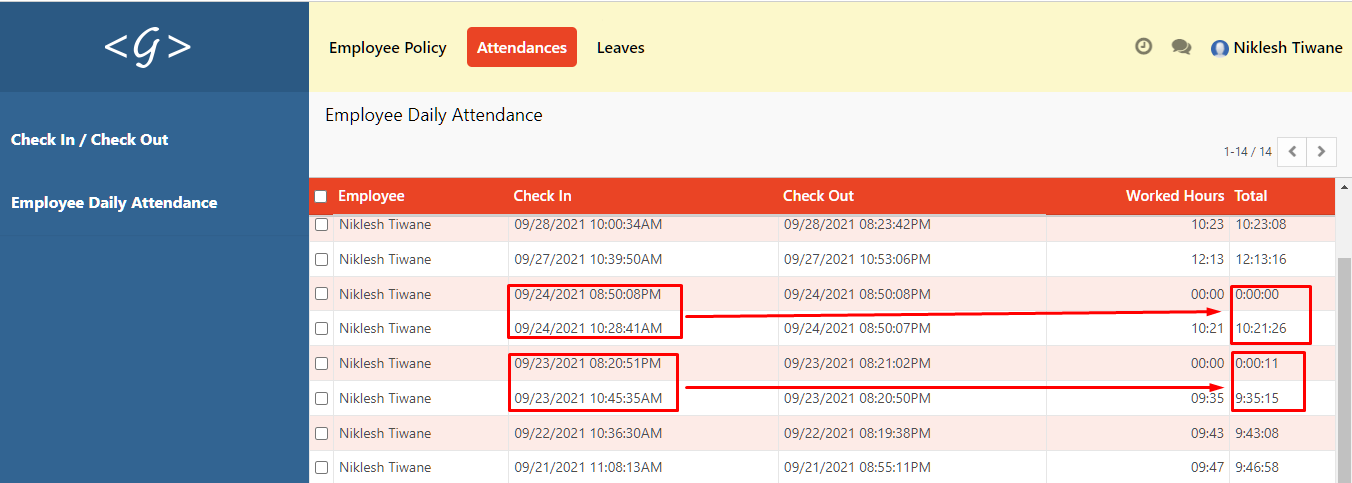 <G>
Employee Policy Attendances Leaves Niklesh Tiwane
Check In / Check Out
Employee Daily Attendance
Employee Daily Attendance
1-14 / 14
Employee Check In Check Out Worked Hours Total
Niklesh Tiwane 09/28/2021 10:00:34AM 09/28/2021 08:23:42PM 10:23 10:23:08
Niklesh Tiwane 09/27/2021 10:39:50AM 09/27/2021 10:53:06PM 12:13 12:13:16
Niklesh Tiwane 09/24/2021 08:50:08PM 09/24/2021 08:50:08PM 00:00 0:00:00
Niklesh Tiwane 09/24/2021 10:28:41AM 09/24/2021 08:50:07PM 10:21 10:21:26
Niklesh Tiwane 09/23/2021 08:20:51PM 09/23/2021 08:21:02PM 00:00 0:00:11
Niklesh Tiwane 09/23/2021 10:45:35AM 09/23/2021 08:20:50PM 09:35 9:35:15
Niklesh Tiwane 09/22/2021 10:36:30AM 09/22/2021 08:19:38PM 09:43 9:43:08
Niklesh Tiwane 09/21/2021 11:08:13AM 09/21/2021 08:55:11PM 09:47 9:46:58